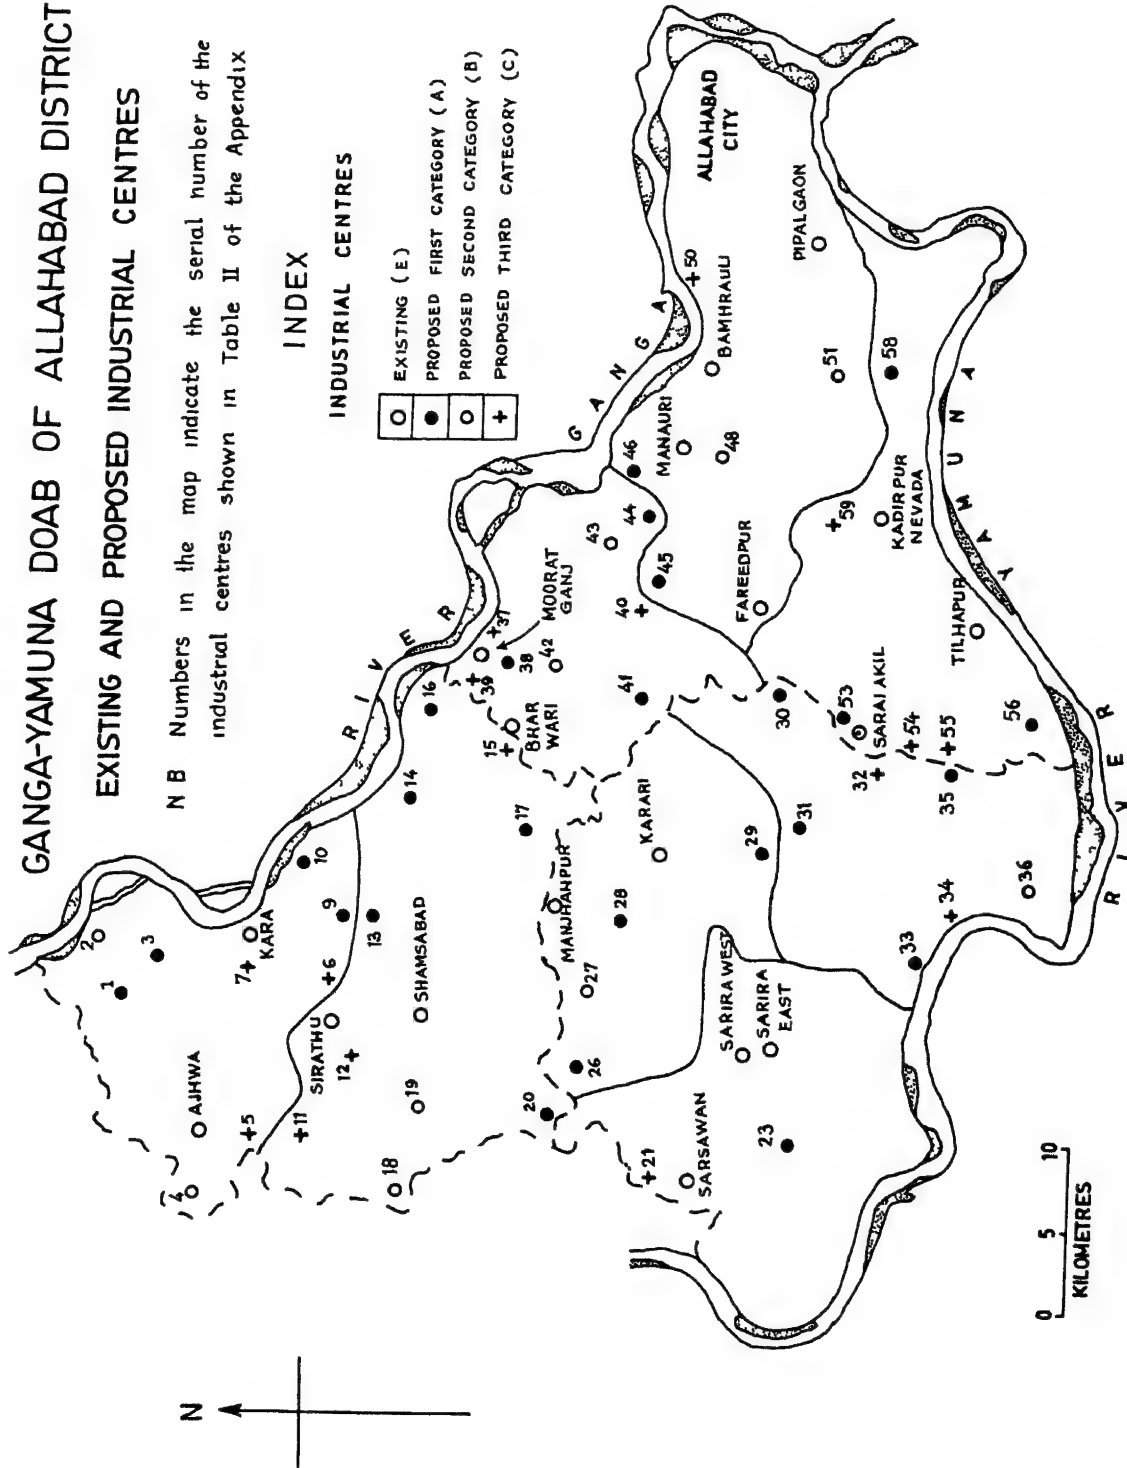 GANGA-YAMUNA DOAB OF ALLAHABAD DISTRICT
EXISTING AND PROPOSED INDUSTRIAL CENTRES
N B Numbers in the map indicate the serial number of the
industrial centres shown in Table II of the Appendix
INDEX
INDUSTRIAL CENTRES
EXISTING (E)
PROPOSED FIRST CATEGORY (A)
PROPOSED SECOND CATEGORY (B)
PROPOSED THIRD CATEGORY (C)
N
RIVER GANGA
2
3
1
KARA
7
10
AJHWA
5
4
6
9
SIRATHU
12
11
13
14
16
SHAMSABAD
19
18
15
BHAR
WARI
17
39
37
38
MOORAT
GANJ
42
43
44
46
45
40
41
MANAURI
48
BAMHRAULI
50
ALLAHABAD
CITY
PIPALGAON
51
58
59
KADIRPUR
NEVADA
FAREEDPUR
TILHAPUR
20
26
27
MANJHANPUR
28
KARARI
29
31
30
53
SARAI AKIL
32
54
55
35
56
36
34
33
SARIRA WEST
SARIRA
EAST
21
SARSAWAN
23
RIVER YAMUNA
0 5 10
KILOMETRES